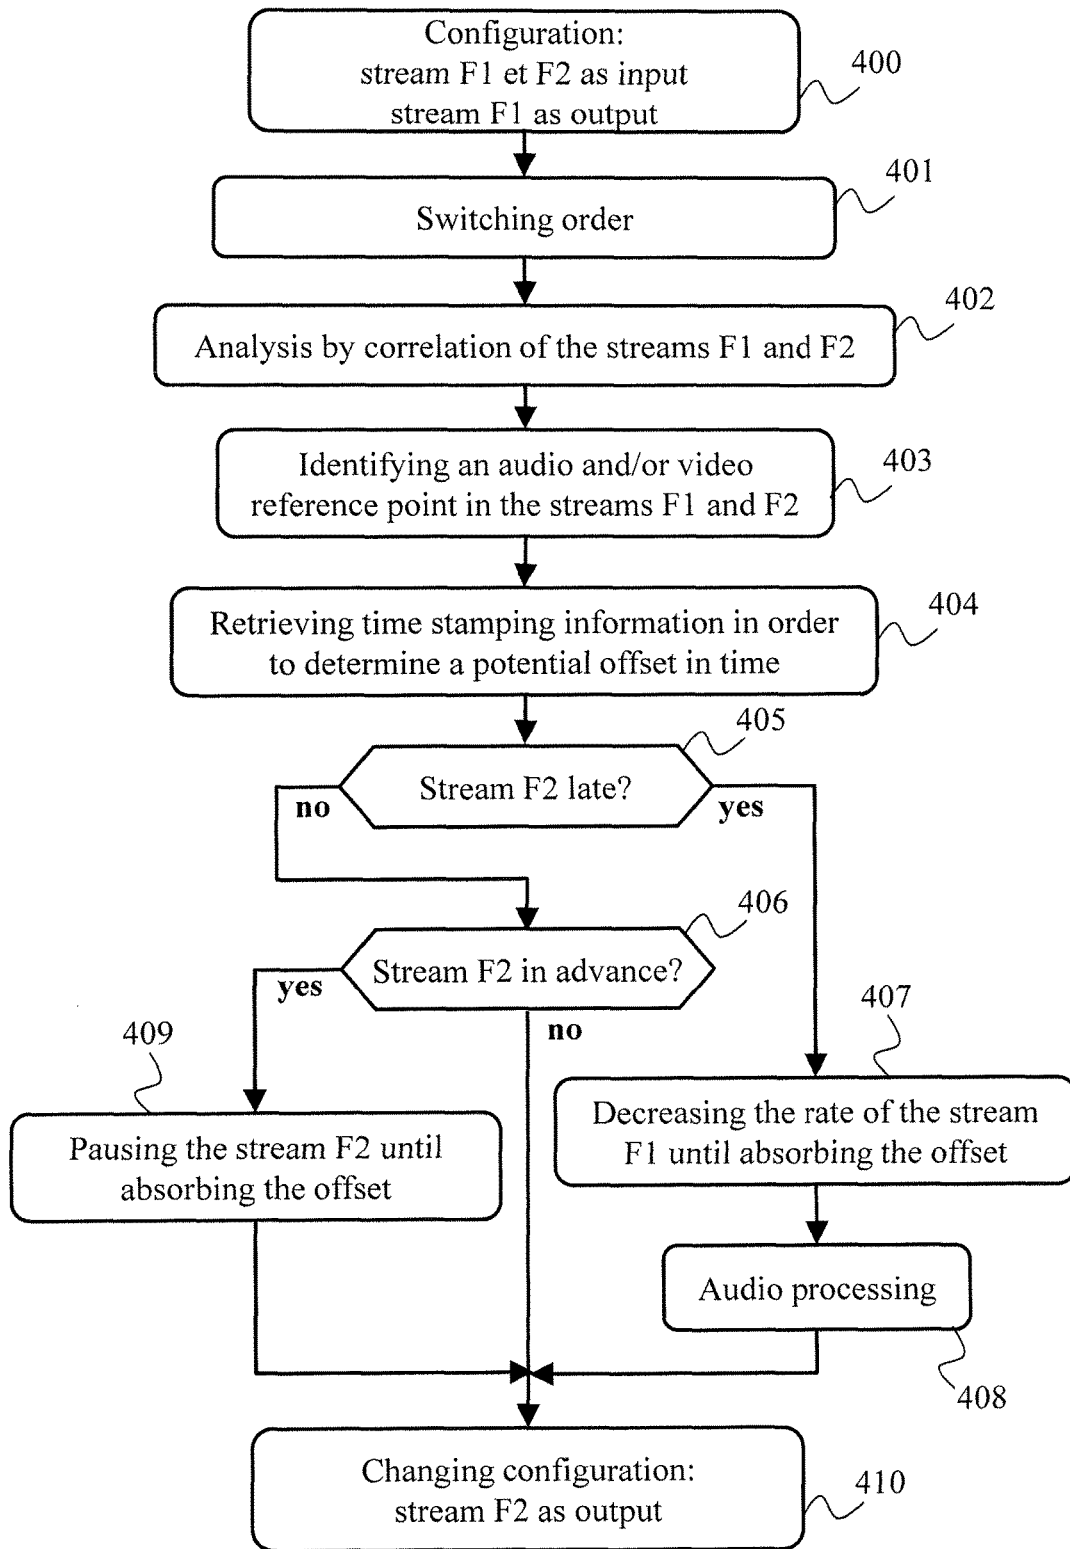 Configuration:
stream F1 et F2 as input
stream F1 as output
400
401
Switching order
402
Analysis by correlation of the streams F1 and F2
Identifying an audio and/or video
reference point in the streams F1 and F2
403
Retrieving time stamping information in order
to determine a potential offset in time
404
405
Stream F2 late?
no
yes
406
Stream F2 in advance?
yes
no
407
409
Decreasing the rate of the stream
F1 until absorbing the offset
Pausing the stream F2 until
absorbing the offset
Audio processing
408
Changing configuration:
stream F2 as output
410